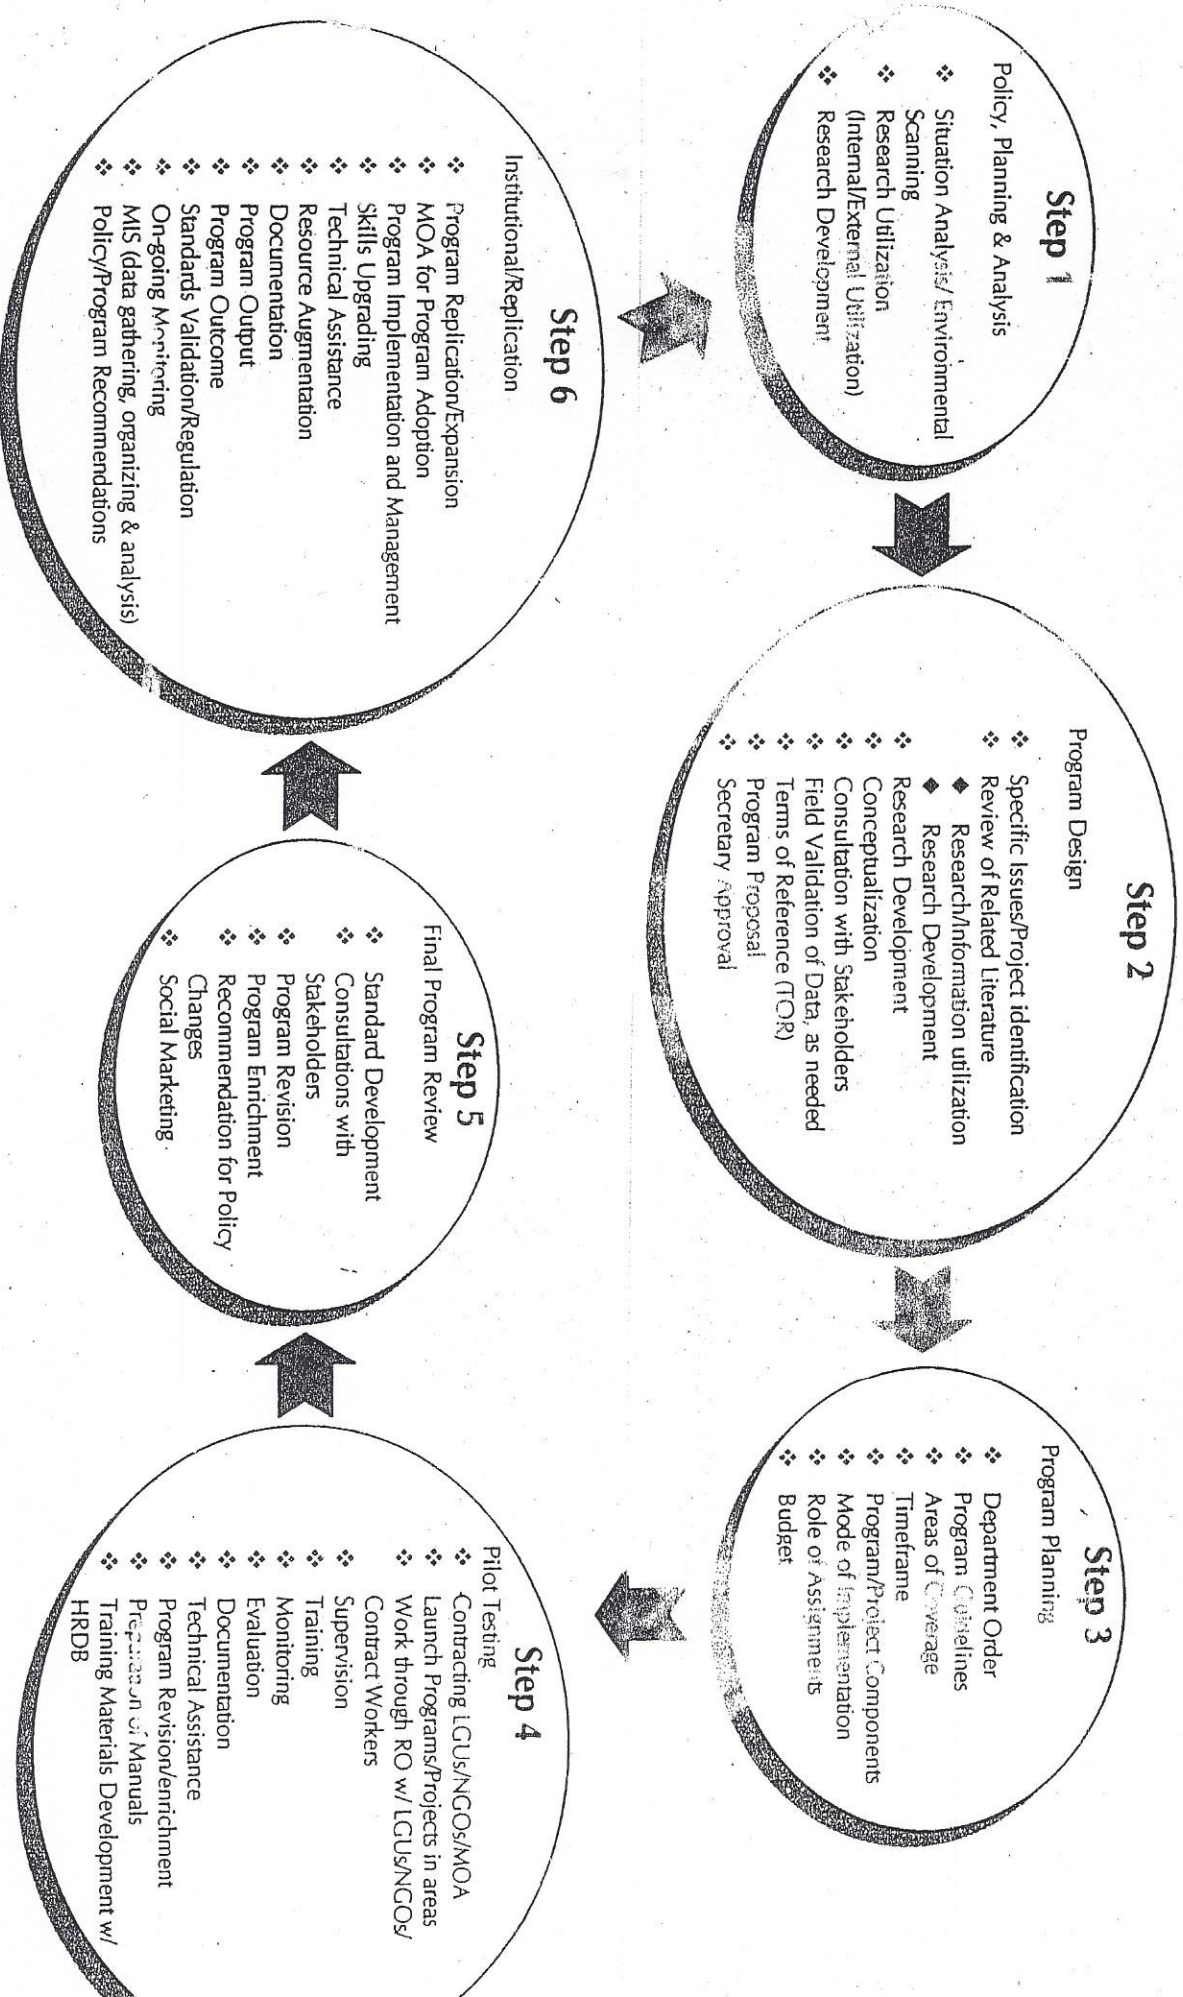 Step 1
Policy, Planning & Analysis
Situation Analysis/ Environmental
Scanning
Research Utilization
(Internal/External Utilization)
Research Development
Step 2
Program Design
Specific Issues/Project identification
Review of Related Literature
Research/Information utilization
Research Development
Research Development
Conceptualization
Consultation with Stakeholders
Field Validation of Data, as needed
Terms of Reference (TOR)
Program Proposal
Secretary Approval
Step 3
Program Planning
Department Order
Program Guidelines
Areas of Coverage
Timeframe
Program/Project Components
Mode of Implementation
Role of Assignments
Budget
Step 4
Pilot Testing
Contracting LGUs/NGOs/MOA
Launch Programs/Projects in areas
Work through RO w/ LGUs/NGOs/
Contract Workers
Supervision
Training
Monitoring
Evaluation
Documentation
Technical Assistance
Program Revision/enrichment
Preparation of Manuals
Training Materials Development w/
HRDB
Step 5
Final Program Review
Standard Development
Consultations with
Stakeholders
Program Revision
Program Enrichment
Recommendation for Policy
Changes
Social Marketing
Step 6
Institutional/Replication
Program Replication/Expansion
MOA for Program Adoption
Program Implementation and Management
Skills Upgrading
Technical Assistance
Resource Augmentation
Documentation
Program Output
Program Outcome
Standards Validation/Regulation
On-going Monitoring
MIS (data gathering, organizing & analysis)
Policy/Program Recommendations